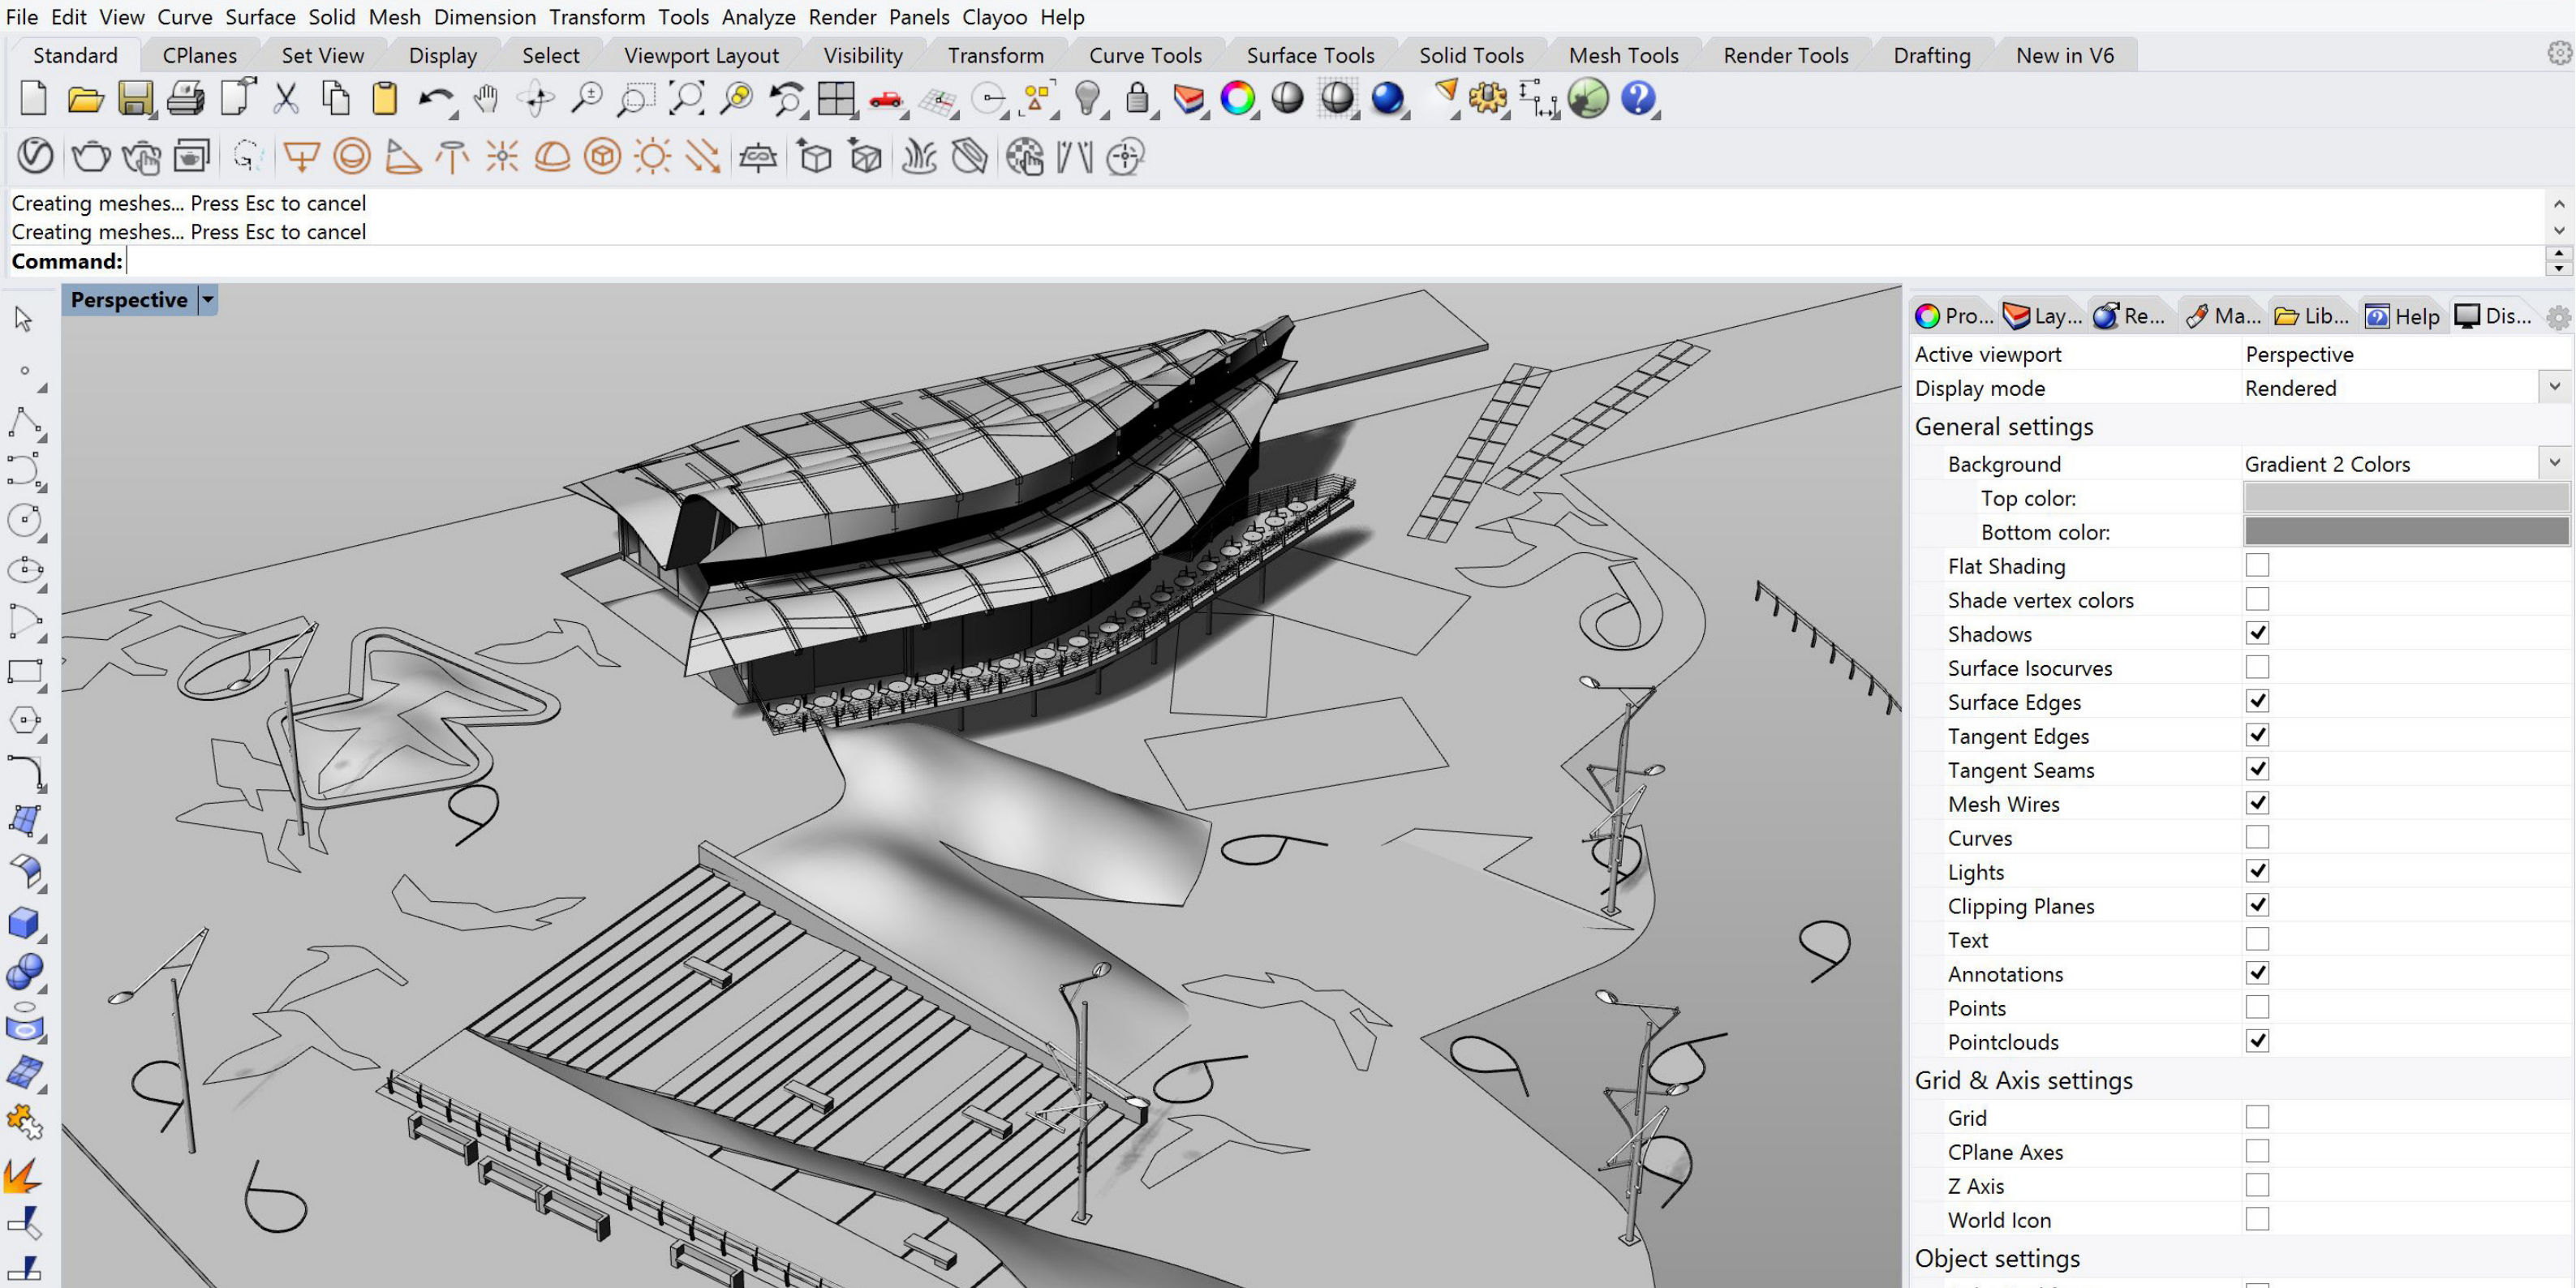 File Edit View Curve Surface Solid Mesh Dimension Transform Tools Analyze Render Panels Clayoo Help
Standard CPlanes Set View Display Select Viewport Layout Visibility Transform Curve Tools Surface Tools Solid Tools Mesh Tools Render Tools Drafting New in V6
Creating meshes... Press Esc to cancel
Creating meshes... Press Esc to cancel
Command:
Perspective
Pro... Lay... Re... Ma... Lib... Help Dis...
Active viewport Perspective
Display mode Rendered
General settings
Background Gradient 2 Colors
Top color:
Bottom color:
Flat Shading
Shade vertex colors
Shadows
Surface Isocurves
Surface Edges
Tangent Edges
Tangent Seams
Mesh Wires
Curves
Lights
Clipping Planes
Text
Annotations
Points
Pointclouds
Grid & Axis settings
Grid
CPlane Axes
Z Axis
World Icon
Object settings